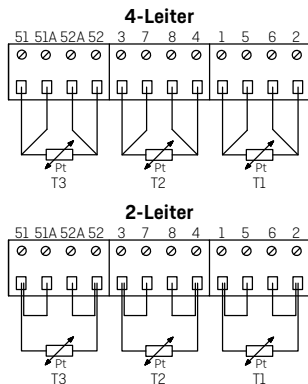 4-Leiter
51 51A 52A 52 3 7 8 4 1 5 6 2
Pt Pt Pt
T3 T2 T1
2-Leiter
51 51A 52A 52 3 7 8 4 1 5 6 2
Pt Pt Pt
T3 T2 T1